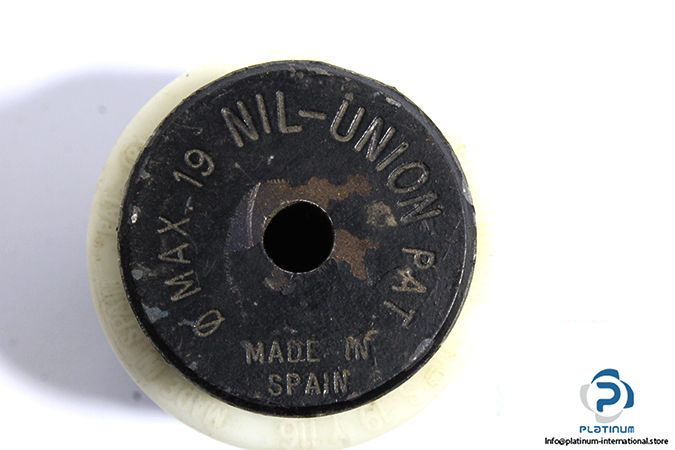 Ø MAX. 19 NIL-UNION PAT
MADE IN
SPAIN
PLATINUM
Info@platinum-international.store